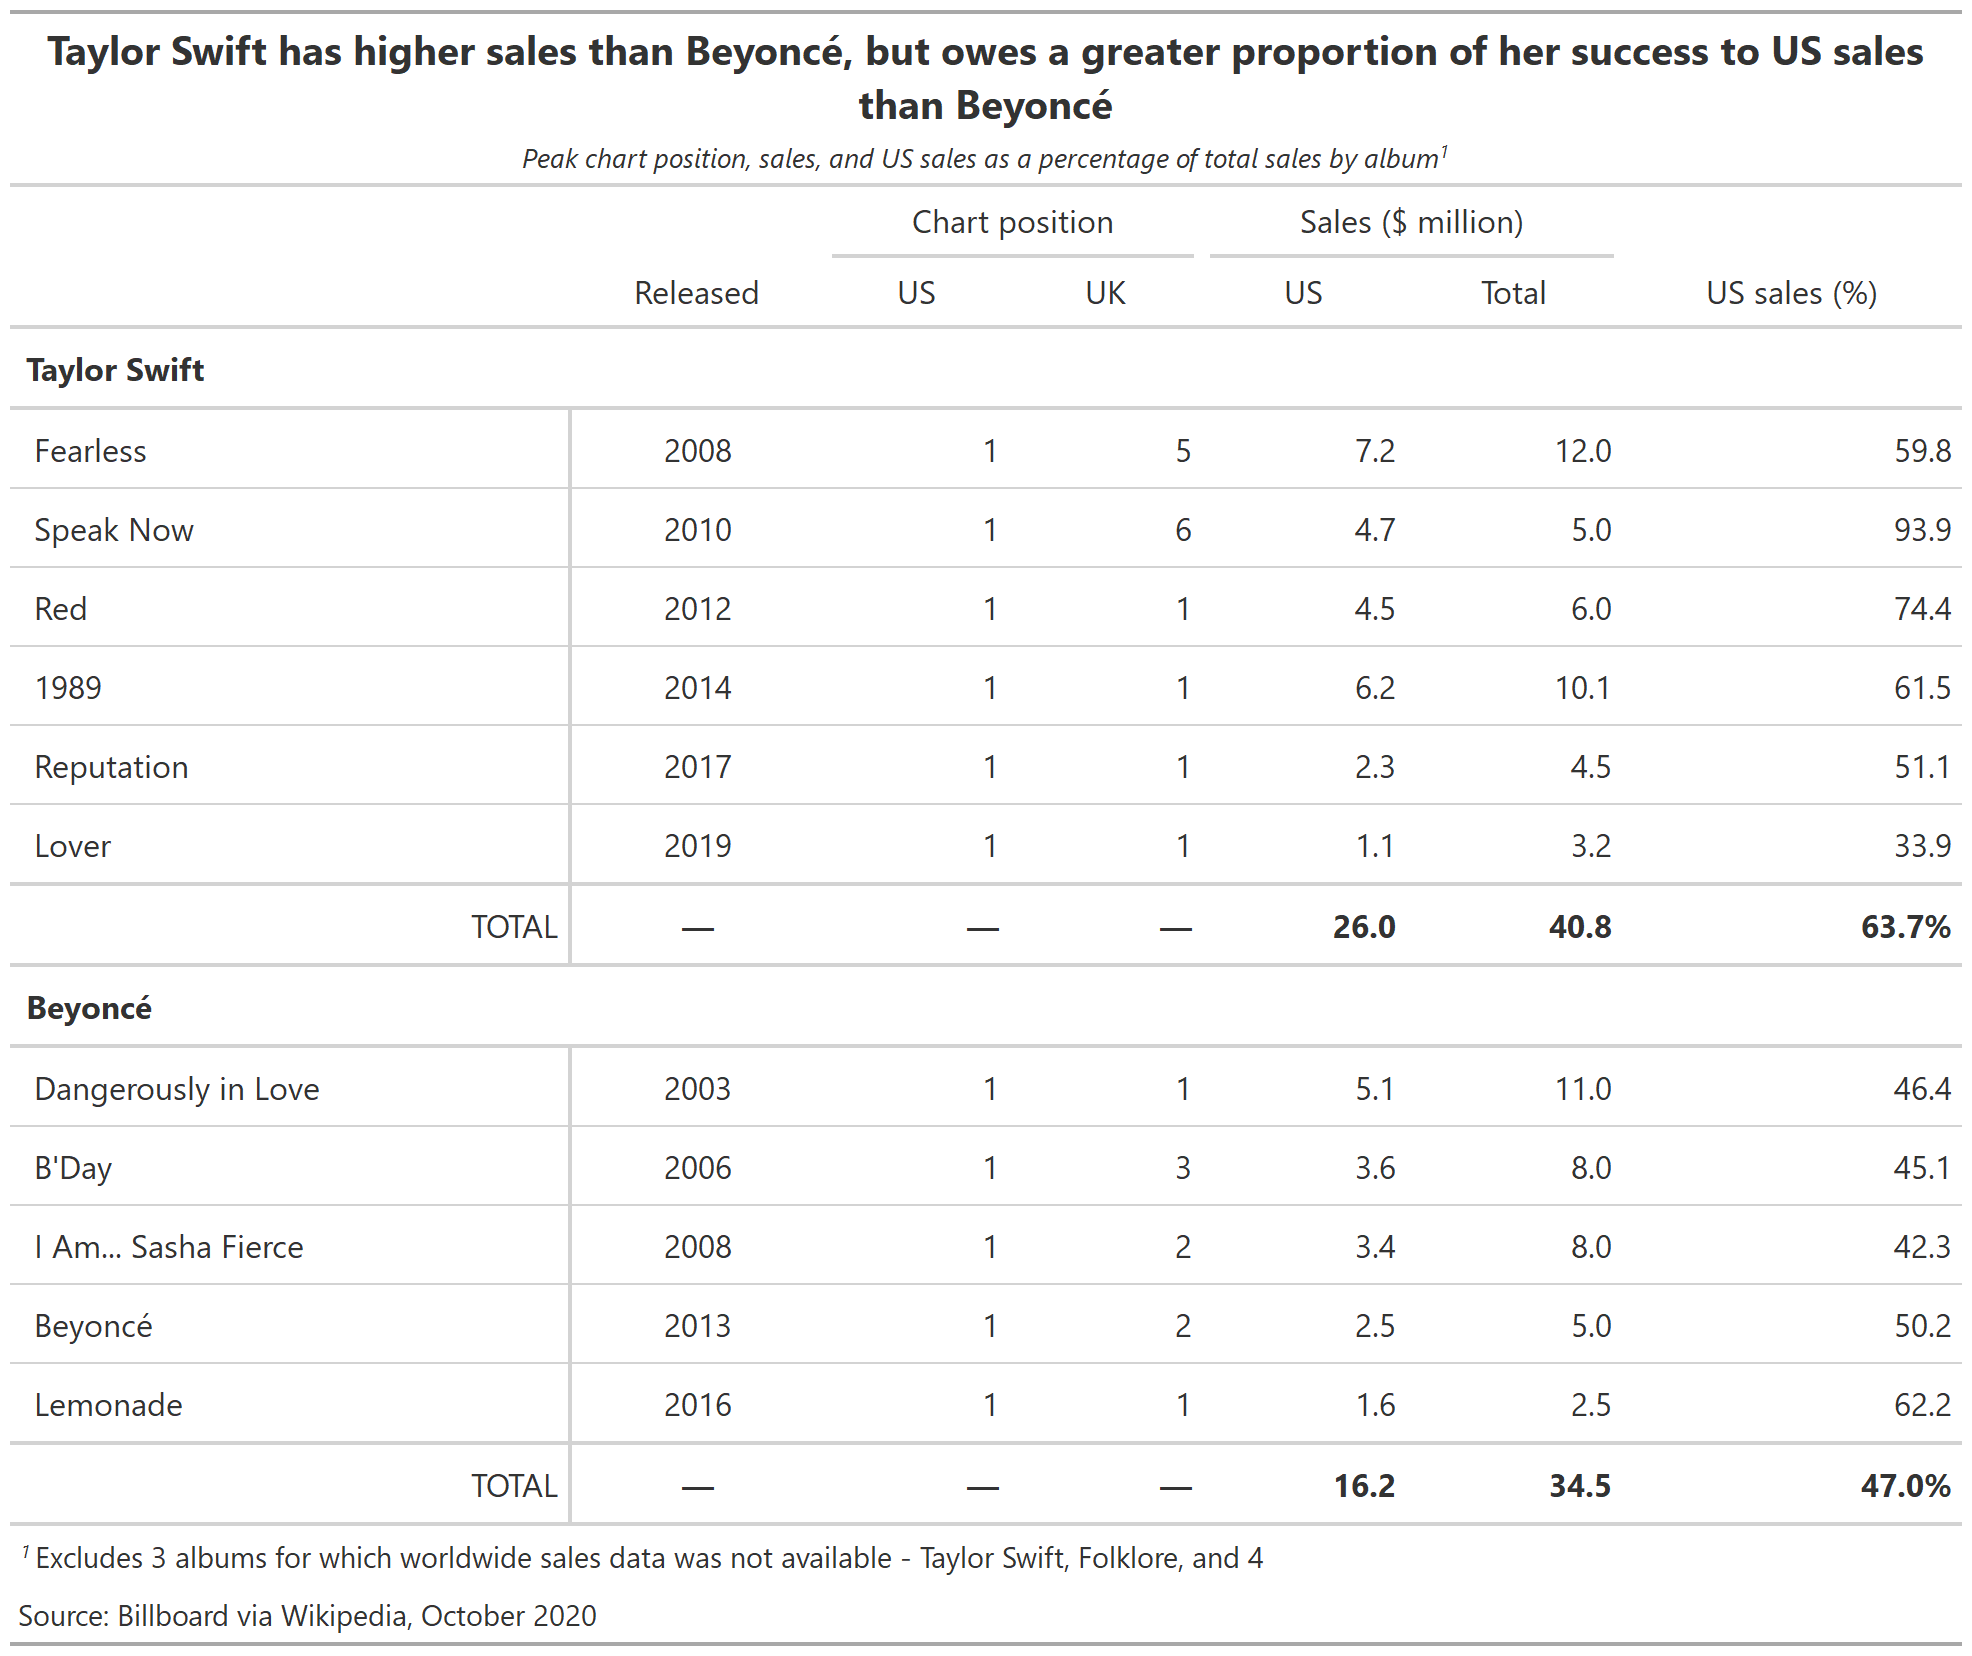 Taylor Swift has higher sales than Beyoncé, but owes a greater proportion of her success to US sales
than Beyoncé
Peak chart position, sales, and US sales as a percentage of total sales by album¹
Chart position Sales ($ million)
Released US UK US Total US sales (%)
Taylor Swift
Fearless 2008 1 5 7.2 12.0 59.8
Speak Now 2010 1 6 4.7 5.0 93.9
Red 2012 1 1 4.5 6.0 74.4
1989 2014 1 1 6.2 10.1 61.5
Reputation 2017 1 1 2.3 4.5 51.1
Lover 2019 1 1 1.1 3.2 33.9
TOTAL — — — 26.0 40.8 63.7%
Beyoncé
Dangerously in Love 2003 1 1 5.1 11.0 46.4
B'Day 2006 1 3 3.6 8.0 45.1
I Am... Sasha Fierce 2008 1 2 3.4 8.0 42.3
Beyoncé 2013 1 2 2.5 5.0 50.2
Lemonade 2016 1 1 1.6 2.5 62.2
TOTAL — — — 16.2 34.5 47.0%
¹ Excludes 3 albums for which worldwide sales data was not available - Taylor Swift, Folklore, and 4
Source: Billboard via Wikipedia, October 2020